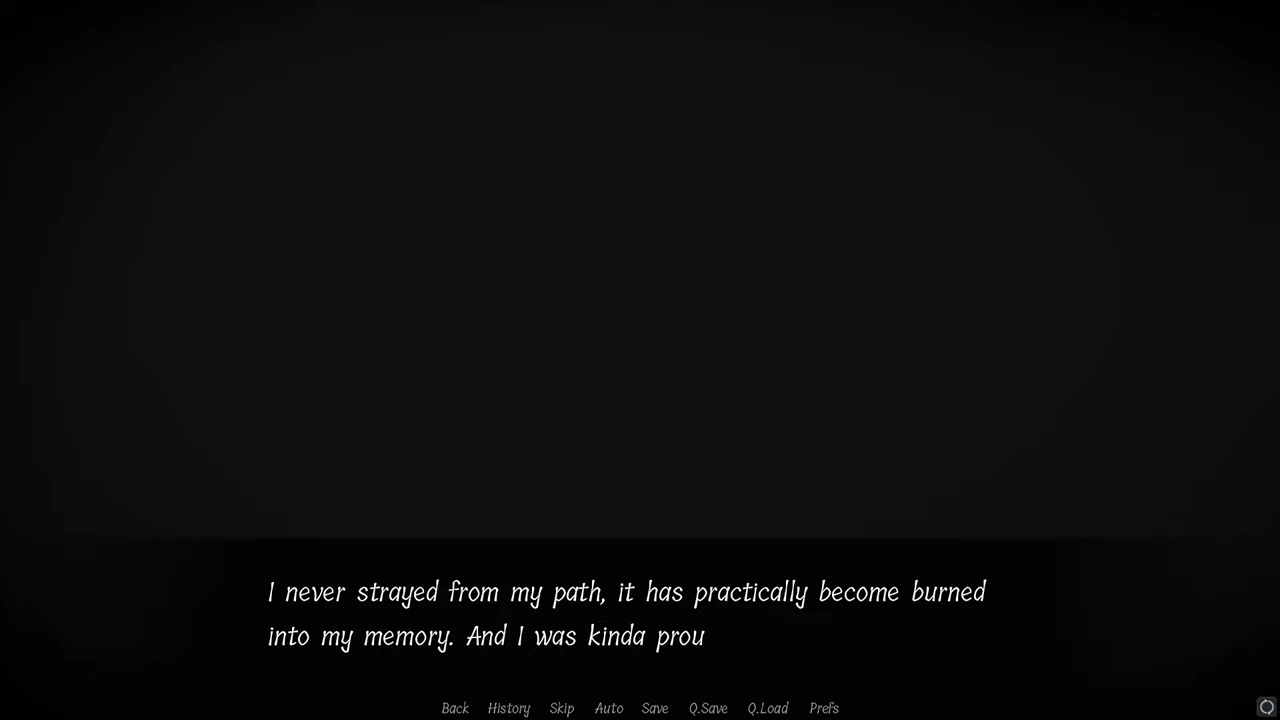 I never strayed from my path, it has practically become burned
into my memory. And I was kinda prou
Back History Skip Auto Save Q.Save Q.Load Prefs